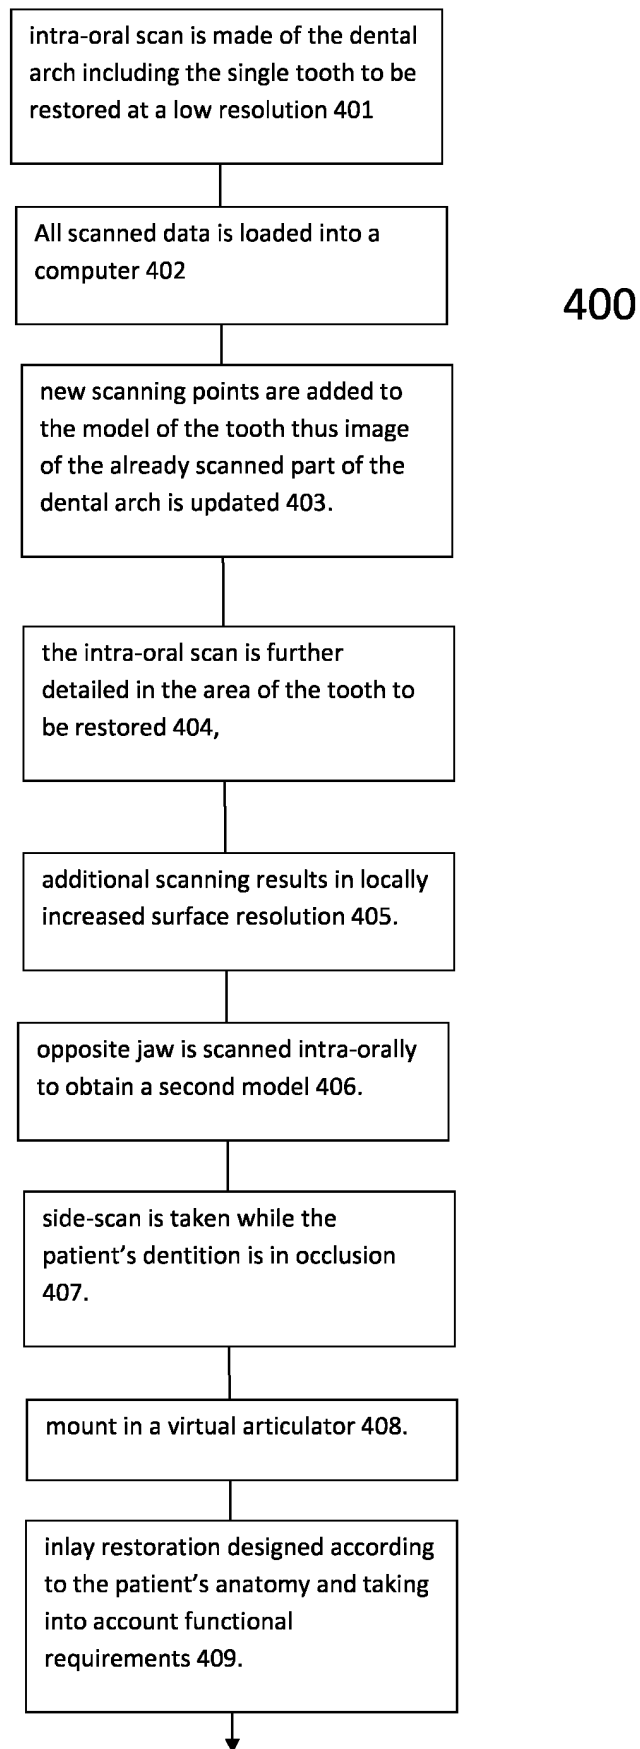 intra-oral scan is made of the dental
arch including the single tooth to be
restored at a low resolution 401
All scanned data is loaded into a
computer 402
400
new scanning points are added to
the model of the tooth thus image
of the already scanned part of the
dental arch is updated 403.
the intra-oral scan is further
detailed in the area of the tooth to
be restored 404,
additional scanning results in locally
increased surface resolution 405.
opposite jaw is scanned intra-orally
to obtain a second model 406.
side-scan is taken while the
patient's dentition is in occlusion
407.
mount in a virtual articulator 408.
inlay restoration designed according
to the patient's anatomy and taking
into account functional
requirements 409.